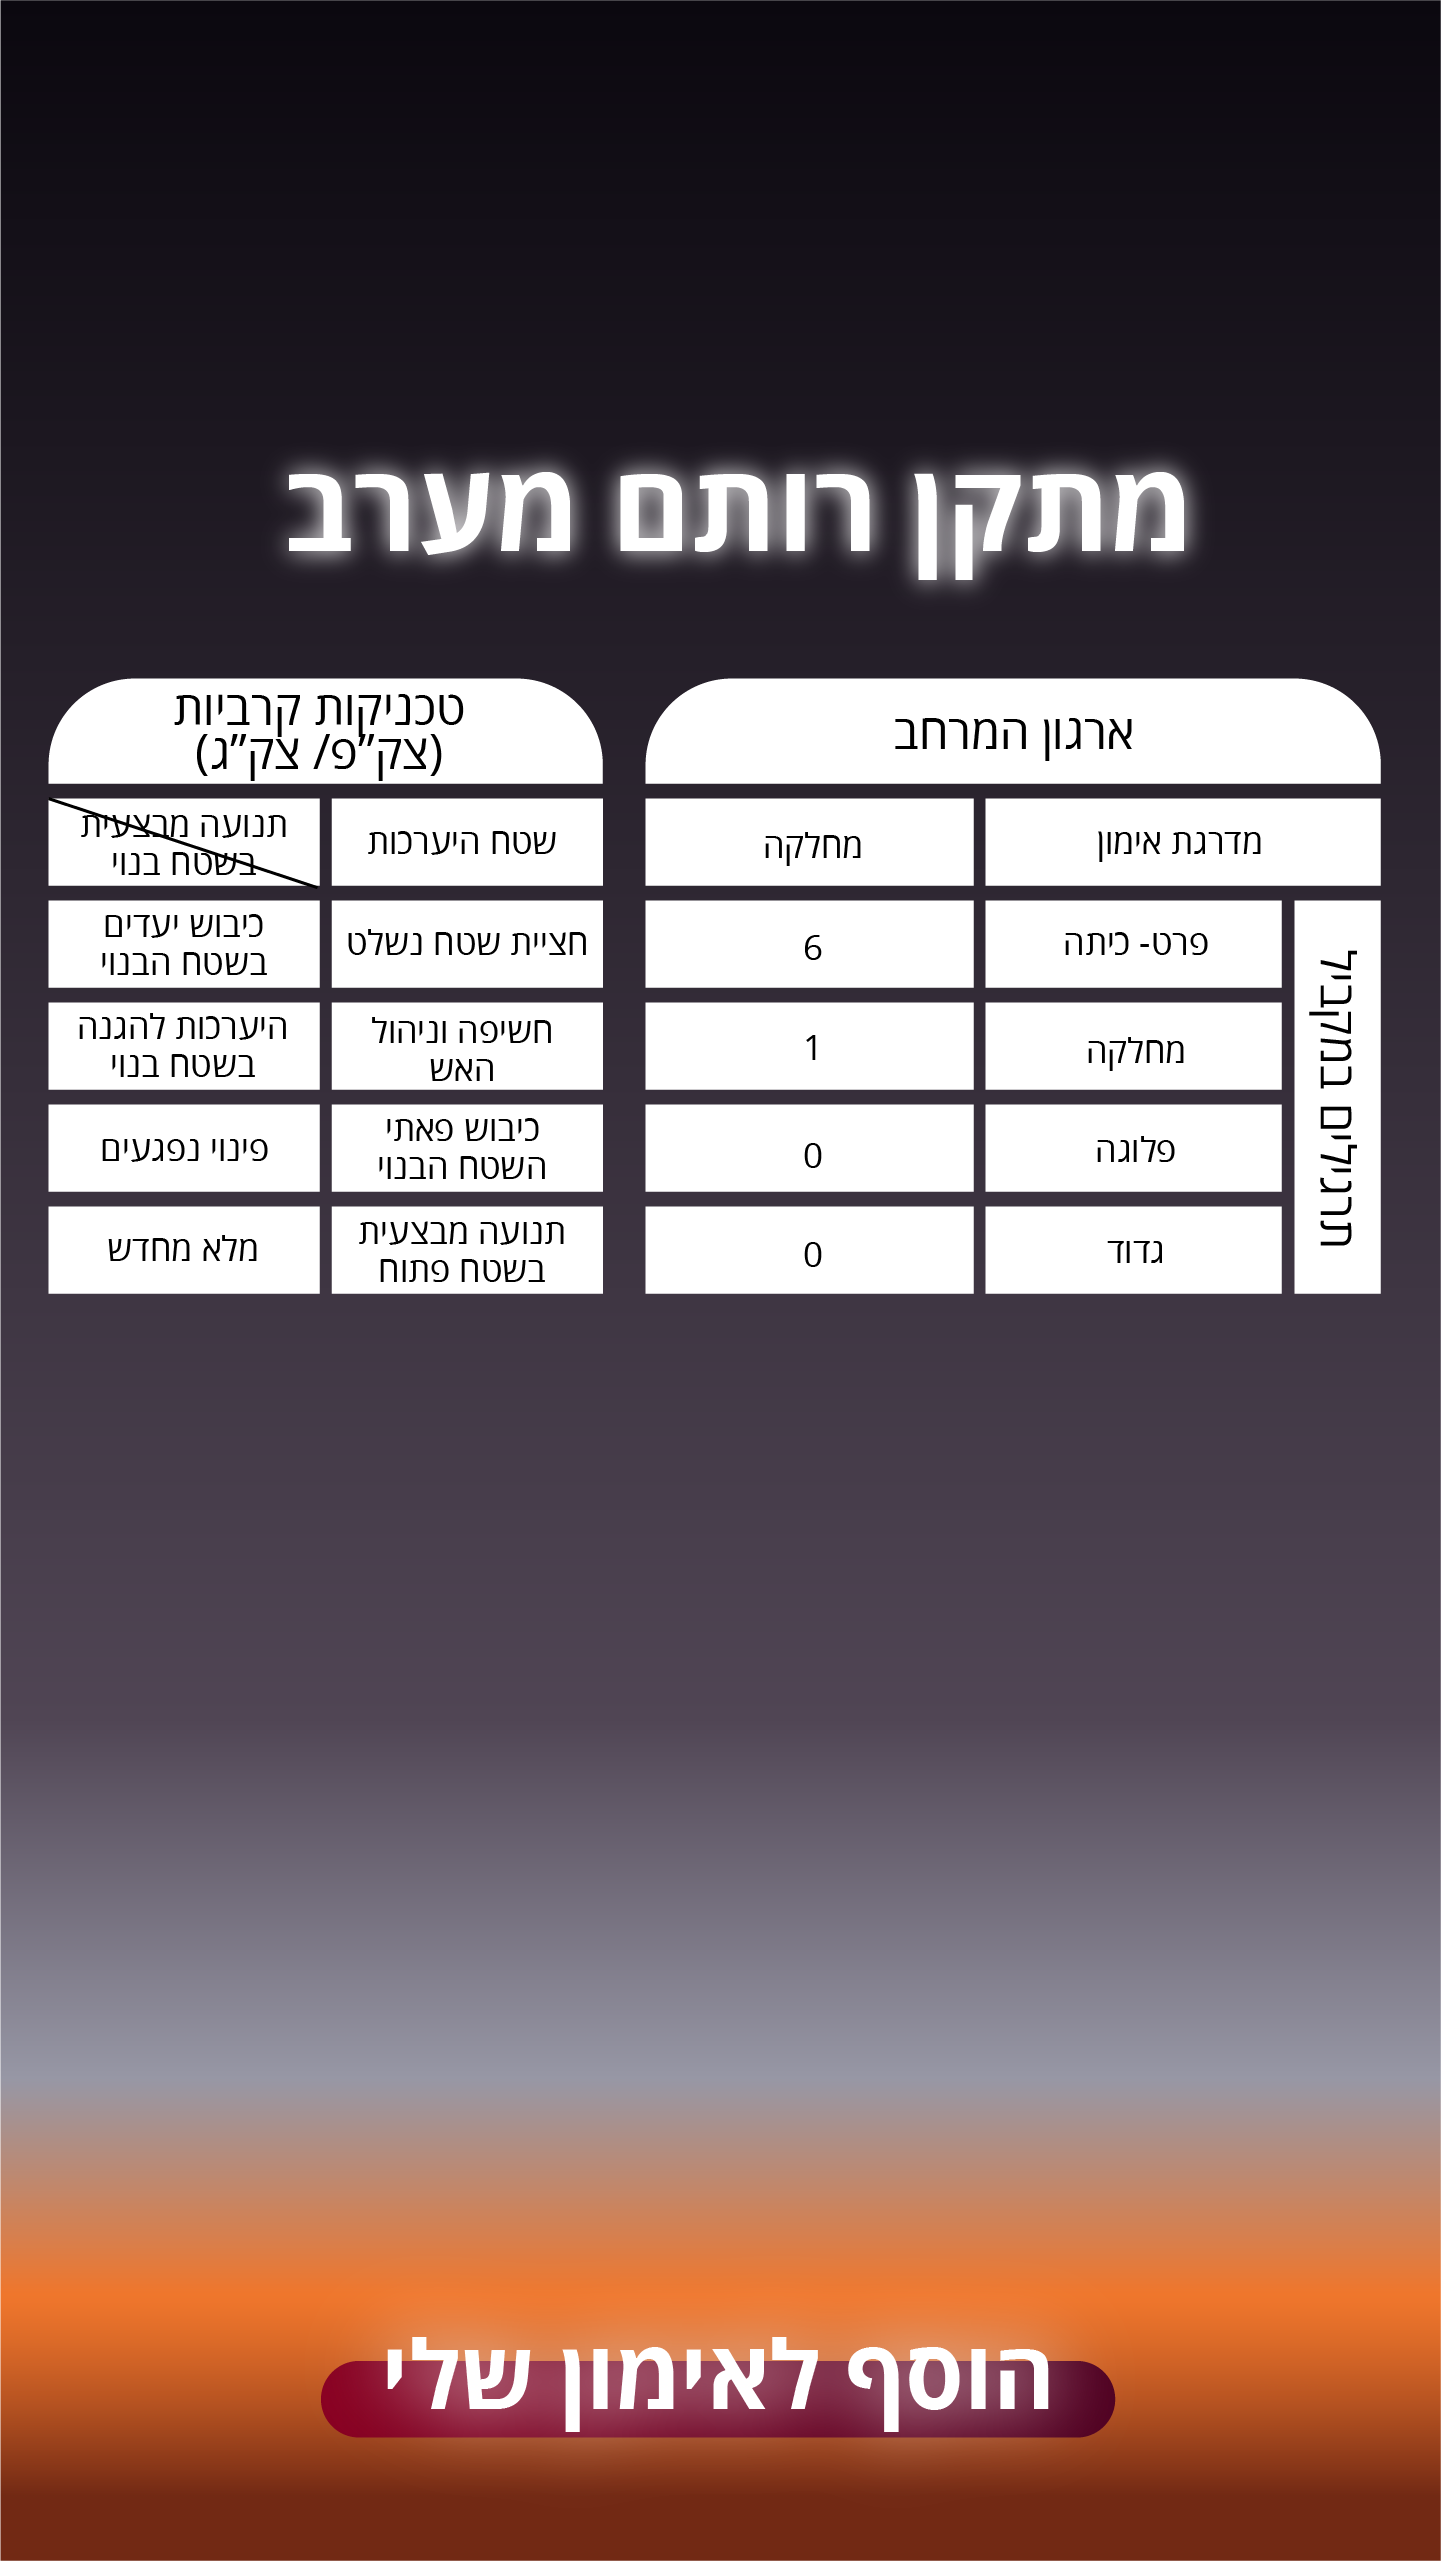 מתקן רותם מערב
ארגון המרחב
מדרגת אימון
מחלקה
תרגילים במקביל
פרט- כיתה
6
מחלקה
1
פלוגה
0
גדוד
0
טכניקות קרביות
(צק"פ/ צק"ג)
שטח היערכות
תנועה מבצעית
בשטח בנוי
חציית שטח נשלט
כיבוש יעדים
בשטח הבנוי
חשיפה וניהול
האש
היערכות להגנה
בשטח בנוי
כיבוש פאתי
השטח הבנוי
פינוי נפגעים
תנועה מבצעית
בשטח פתוח
מלא מחדש
הוסף לאימון שלי